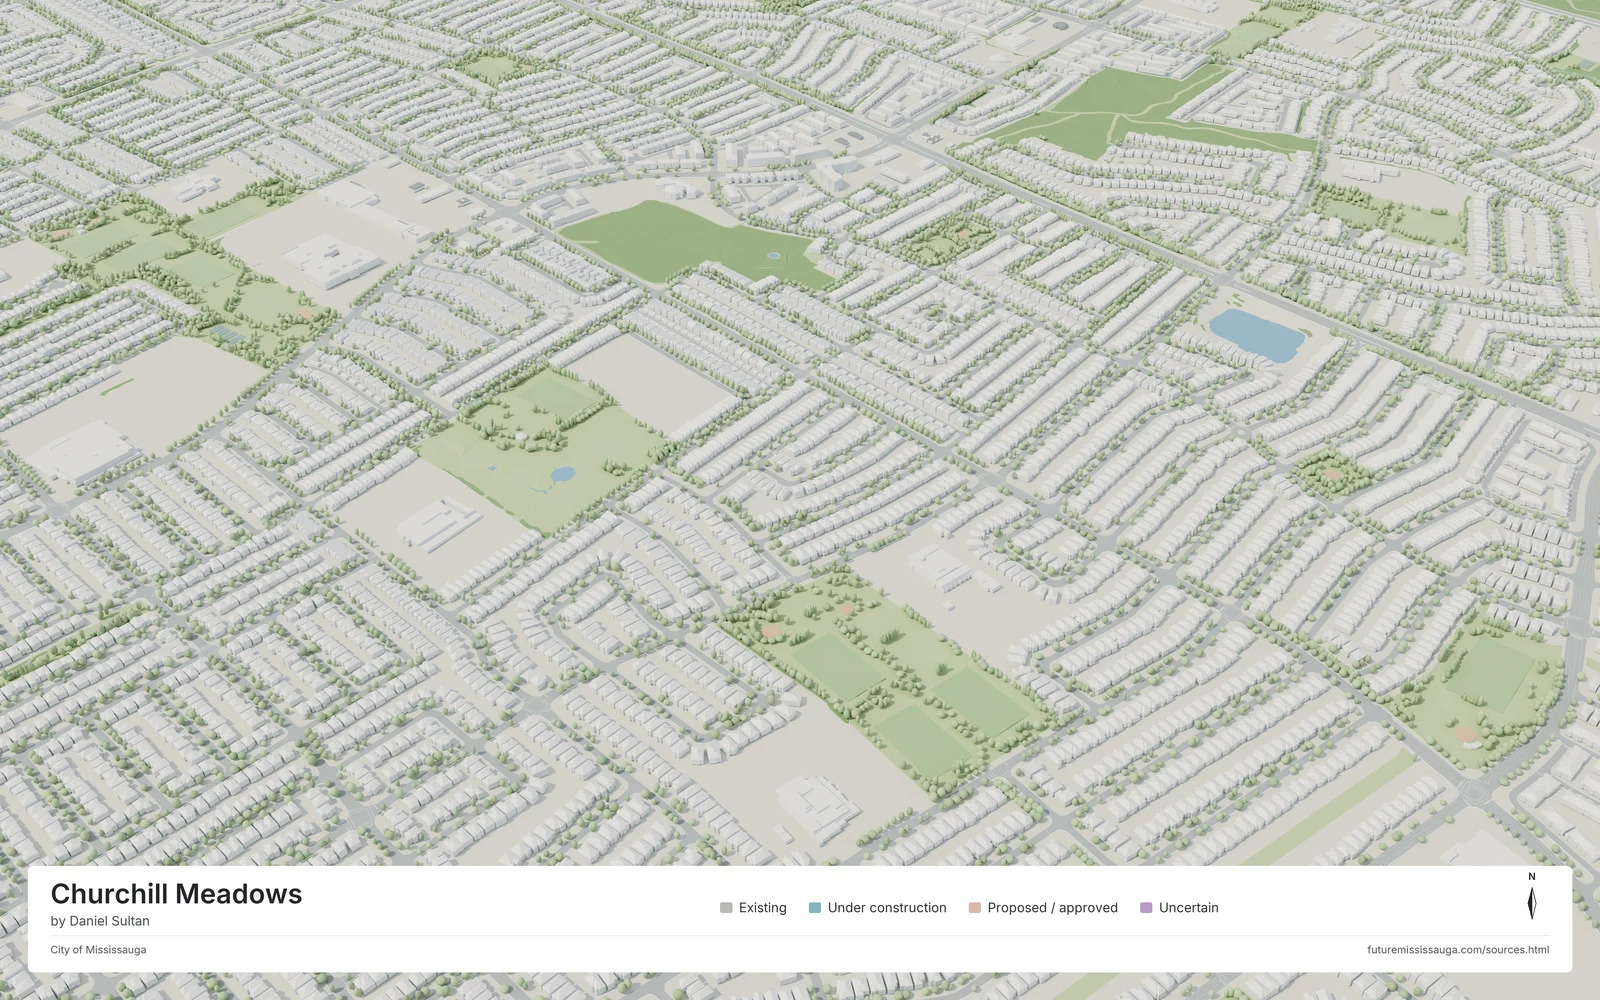 Churchill Meadows
by Daniel Sultan
Existing
Under construction
Proposed / approved
Uncertain
N
City of Mississauga
futuremississauga.com/sources.html